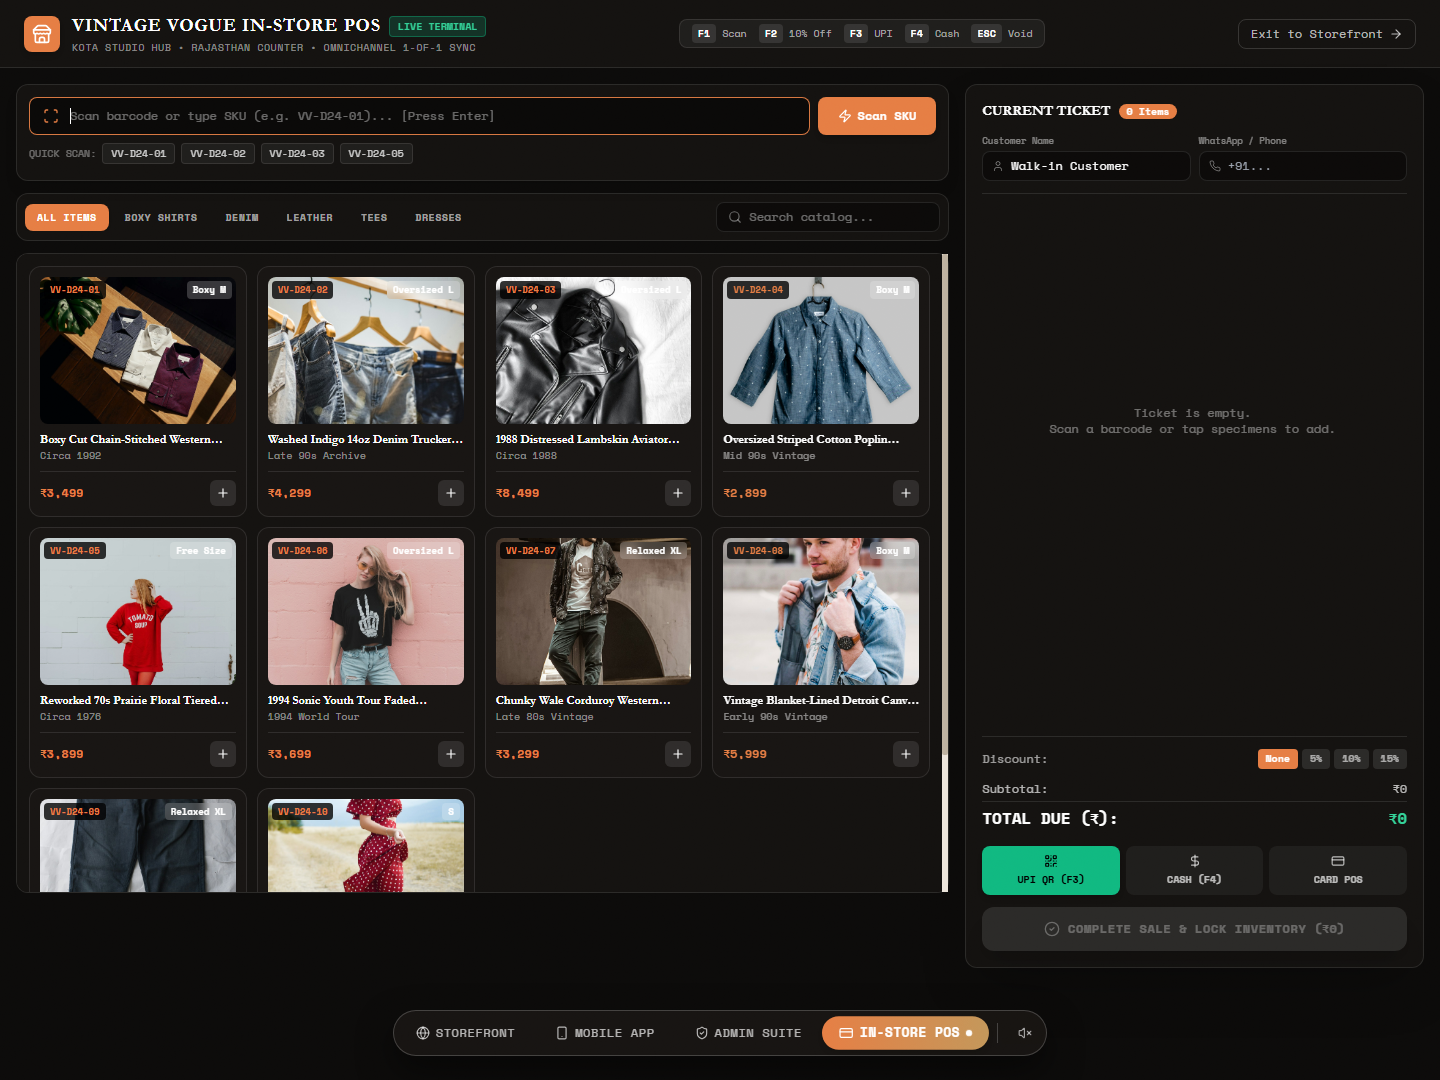 VINTAGE VOGUE IN-STORE POS
LIVE TERMINAL
KOTA STUDIO HUB • RAJASTHAN COUNTER • OMNICHANNEL 1-OF-1 SYNC
F1 Scan F2 10% Off F3 UPI F4 Cash ESC Void
Exit to Storefront →
Scan barcode or type SKU (e.g. VV-D24-01)... [Press Enter]
Scan SKU
QUICK SCAN: VV-D24-01 VV-D24-02 VV-D24-03 VV-D24-05
ALL ITEMS BOXY SHIRTS DENIM LEATHER TEES DRESSES
Search catalog...
VV-D24-01 Boxy M
Boxy Cut Chain-Stitched Western...
Circa 1992
₹3,499
VV-D24-02 Oversized L
Washed Indigo 14oz Denim Trucker...
Late 90s Archive
₹4,299
VV-D24-03 Oversized L
1988 Distressed Lambskin Aviator...
Circa 1988
₹8,499
VV-D24-04 Boxy M
Oversized Striped Cotton Poplin...
Mid 90s Vintage
₹2,899
VV-D24-05 Free Size
TOMATO
SOUP
Reworked 70s Prairie Floral Tiered...
Circa 1976
₹3,899
VV-D24-06 Oversized L
1994 Sonic Youth Tour Faded...
1994 World Tour
₹3,699
VV-D24-07 Relaxed XL
Chunky Wale Corduroy Western...
Late 80s Vintage
₹3,299
VV-D24-08 Boxy M
Vintage Blanket-Lined Detroit Canv...
Early 90s Vintage
₹5,999
VV-D24-09 Relaxed XL
VV-D24-10 S
CURRENT TICKET 0 Items
Customer Name
Walk-in Customer
WhatsApp / Phone
+91...
Ticket is empty.
Scan a barcode or tap specimens to add.
Discount: None 5% 10% 15%
Subtotal: ₹0
TOTAL DUE (₹): ₹0
UPI QR (F3)
CASH (F4)
CARD POS
COMPLETE SALE & LOCK INVENTORY (₹0)
STOREFRONT MOBILE APP ADMIN SUITE IN-STORE POS